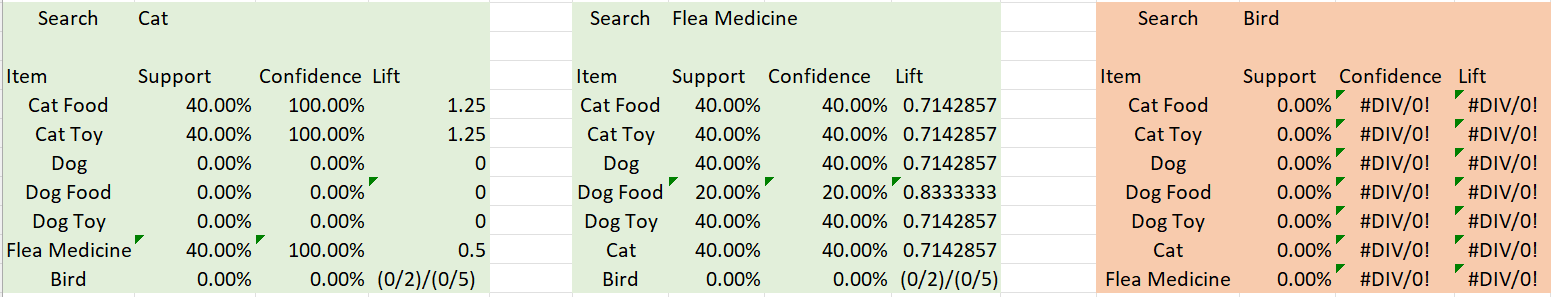 Search Cat Search Flea Medicine Search Bird
Item Support Confidence Lift Item Support Confidence Lift Item Support Confidence Lift
Cat Food 40.00% 100.00% 1.25 Cat Food 40.00% 40.00% 0.7142857 Cat Food 0.00% #DIV/0! #DIV/0!
Cat Toy 40.00% 100.00% 1.25 Cat Toy 40.00% 40.00% 0.7142857 Cat Toy 0.00% #DIV/0! #DIV/0!
Dog 0.00% 0.00% 0 Dog 40.00% 40.00% 0.7142857 Dog 0.00% #DIV/0! #DIV/0!
Dog Food 0.00% 0.00% 0 Dog Food 20.00% 20.00% 0.8333333 Dog Food 0.00% #DIV/0! #DIV/0!
Dog Toy 0.00% 0.00% 0 Dog Toy 40.00% 40.00% 0.7142857 Dog Toy 0.00% #DIV/0! #DIV/0!
Flea Medicine 40.00% 100.00% 0.5 Cat 40.00% 40.00% 0.7142857 Cat 0.00% #DIV/0! #DIV/0!
Bird 0.00% 0.00% (0/2)/(0/5) Bird 0.00% 0.00% (0/2)/(0/5) Flea Medicine 0.00% #DIV/0! #DIV/0!